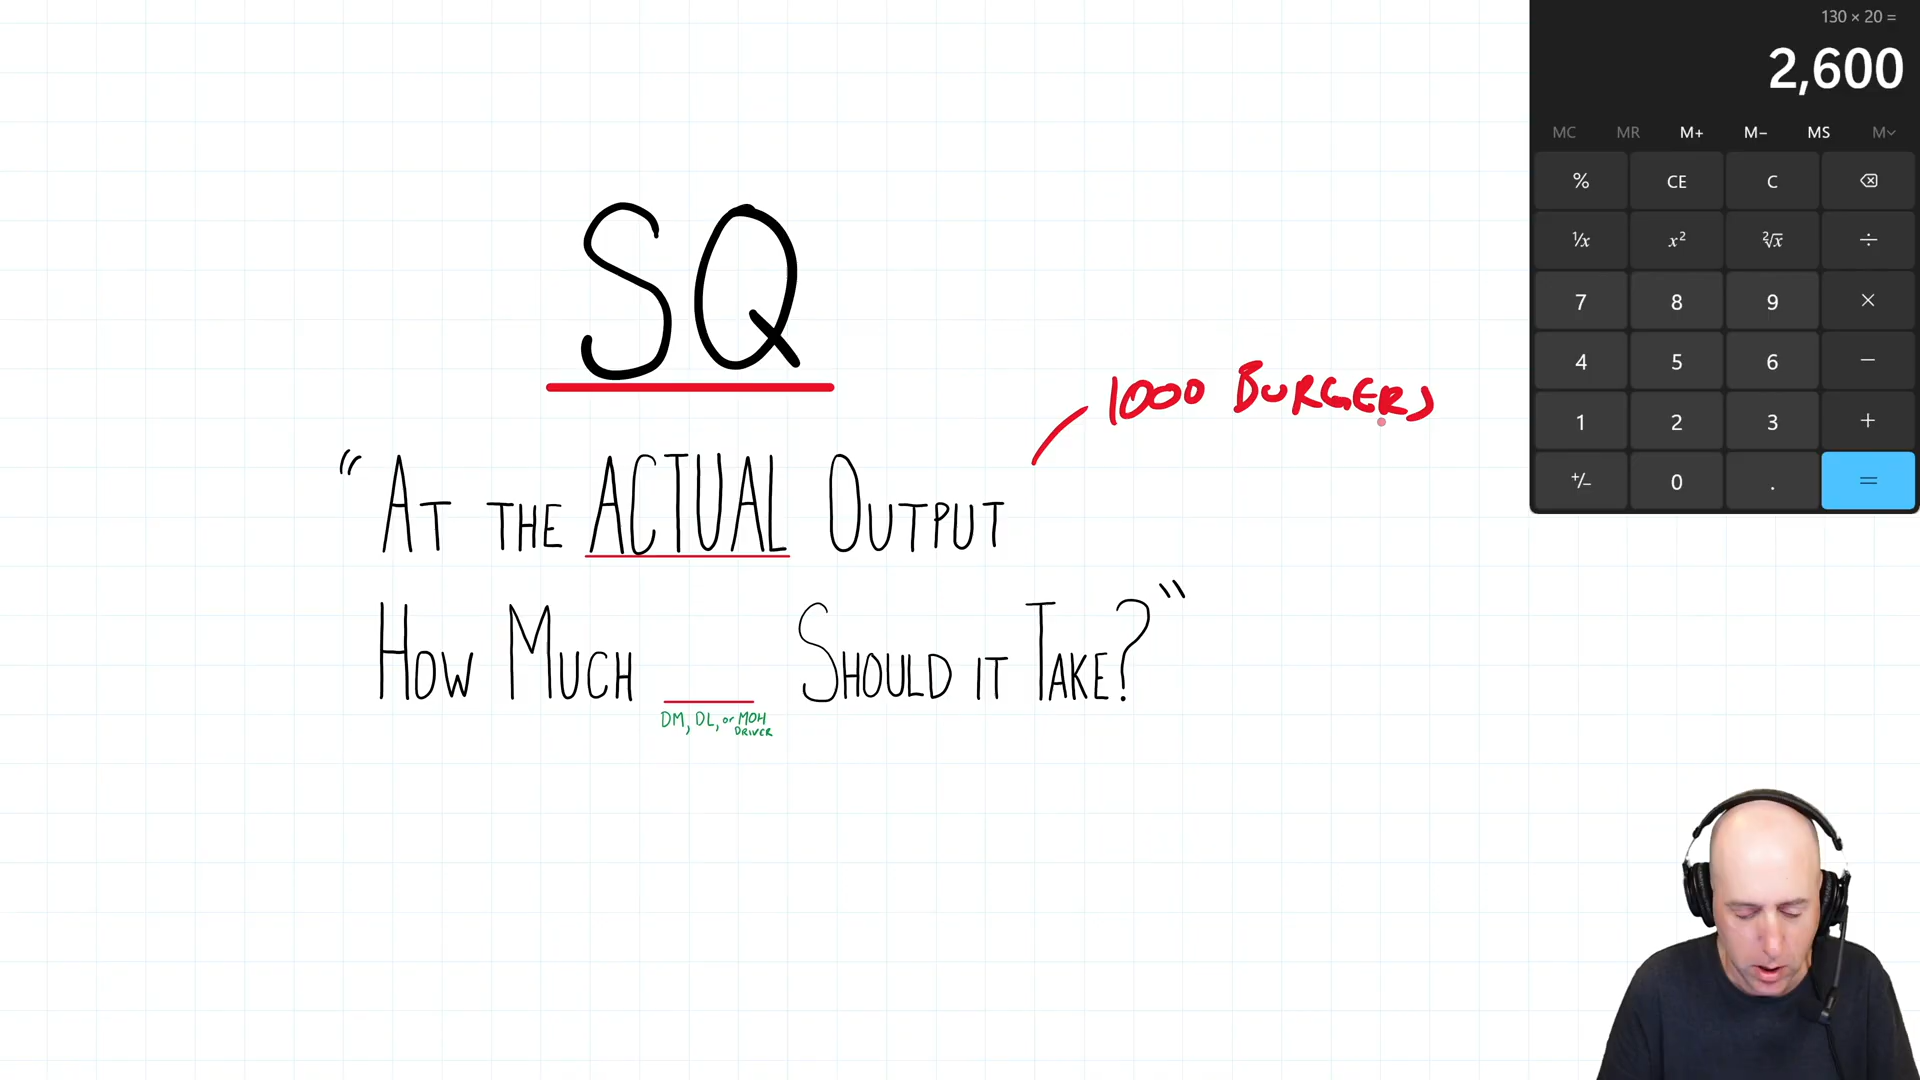 SQ
1000 BURGERS
“AT THE ACTUAL OUTPUT
HOW MUCH ___ SHOULD IT TAKE?”
DM, DL, or MOH
DRIVER
130 × 20 =
2,600
MC MR M+ M− MS M˅
% CE C ⌫
¹/x x² ²√x ÷
7 8 9 ×
4 5 6 −
1 2 3 +
+/− 0 . =